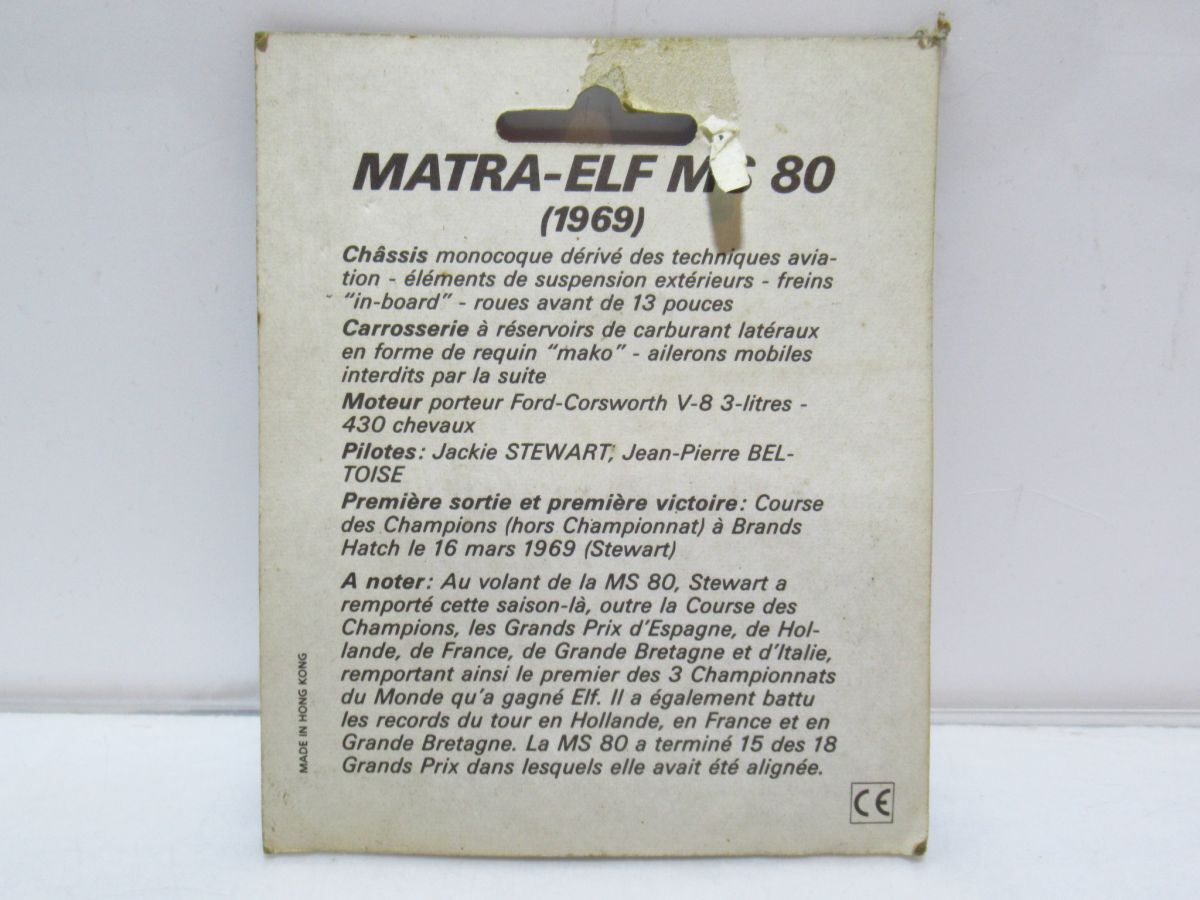 MATRA-ELF MS 80
(1969)
Châssis monocoque dérivé des techniques avia-
tion - éléments de suspension extérieurs - freins
"in-board" - roues avant de 13 pouces
Carrosserie à réservoirs de carburant latéraux
en forme de requin "mako" - ailerons mobiles
interdits par la suite
Moteur porteur Ford-Corsworth V-8 3-litres -
430 chevaux
Pilotes: Jackie STEWART, Jean-Pierre BEL-
TOISE
Première sortie et première victoire: Course
des Champions (hors Championnat) à Brands
Hatch le 16 mars 1969 (Stewart)
A noter: Au volant de la MS 80, Stewart a
remporté cette saison-là, outre la Course des
Champions, les Grands Prix d'Espagne, de Hol-
lande, de France, de Grande Bretagne et d'Italie,
remportant ainsi le premier des 3 Championnats
du Monde qu'a gagné Elf. Il a également battu
les records du tour en Hollande, en France et en
Grande Bretagne. La MS 80 a terminé 15 des 18
Grands Prix dans lesquels elle avait été alignée.
MADE IN HONG KONG
CE